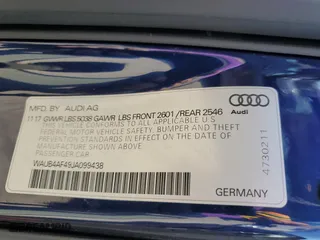 MFD. BY AUDI AG
11·17 GVWR LBS 5038 GAWR LBS FRONT 2601 / REAR 2546
THIS VEHICLE CONFORMS TO ALL APPLICABLE U.S.
FEDERAL MOTOR VEHICLE SAFETY, BUMPER AND THEFT
PREVENTION STANDARDS IN EFFECT ON THE DATE OF
MANUFACTURE SHOWN ABOVE.
WAUB4AF49JA099438
PASSENGER CAR
Audi
4730211
GERMANY